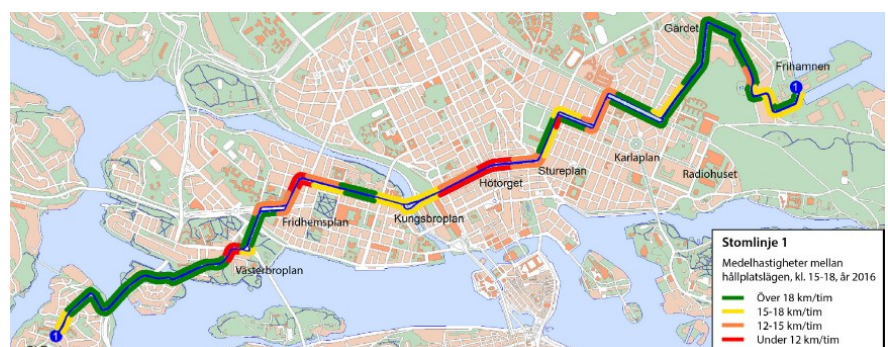 Gärdet
Frihamnen
1
Karlaplan
Stureplan
Radiohuset
Hötorget
Kungsbroplan
Fridhemsplan
Västerbroplan
1
Stomlinje 1
Medelhastigheter mellan
hållplatslägen, kl. 15-18, år 2016
Över 18 km/tim
15-18 km/tim
12-15 km/tim
Under 12 km/tim